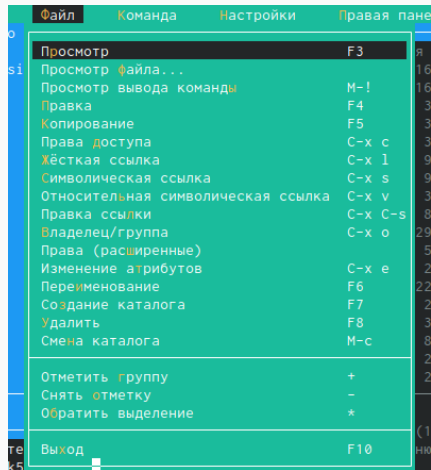 Файл Команда Настройки Правая пане
Просмотр F3
Просмотр файла...
Просмотр вывода команды M-!
Правка F4
Копирование F5
Права доступа C-x c
Жёсткая ссылка C-x l
Символическая ссылка C-x s
Относительная символическая ссылка C-x v
Правка ссылки C-x C-s
Владелец/группа C-x o
Права (расширенные)
Изменение атрибутов C-x e
Переименование F6
Создание каталога F7
Удалить F8
Смена каталога M-c
Отметить группу +
Снять отметку -
Обратить выделение *
Выход F10